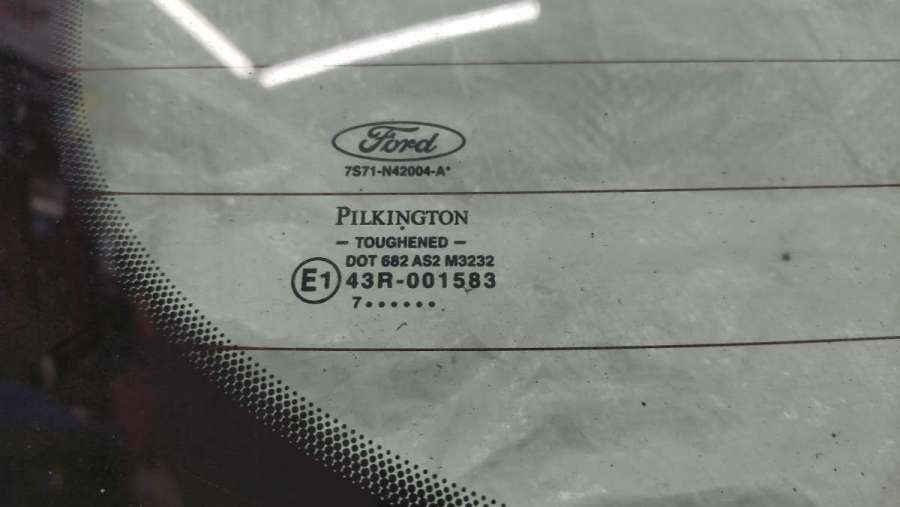 Ford
7S71-N42004-A*
PILKINGTON
– TOUGHENED –
DOT 682 AS2 M3232
E1 43R-001583
7••••••